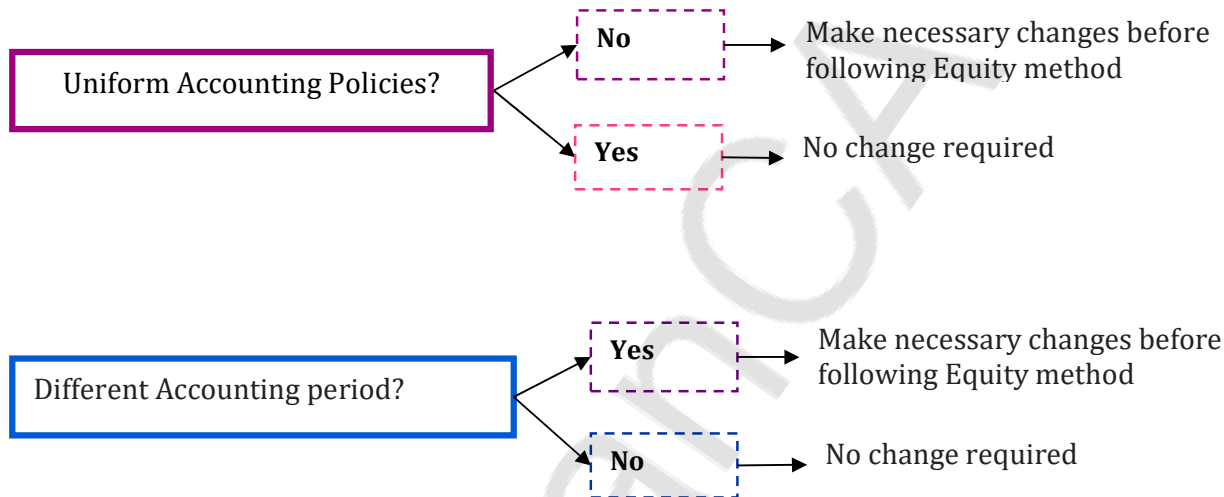 No
Make necessary changes before
following Equity method
Uniform Accounting Policies?
Yes
No change required
Yes
Make necessary changes before
following Equity method
Different Accounting period?
No
No change required